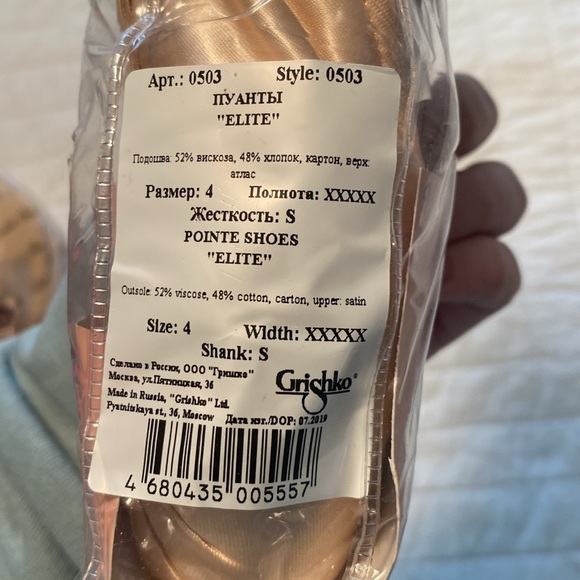 Арт.: 0503 Style: 0503
ПУАНТЫ
"ELITE"
Подошва: 52% вискоза, 48% хлопок, картон, верх:
атлас
Размер: 4 Полнота: XXXXX
Жесткость: S
POINTE SHOES
"ELITE"
Outsole: 52% viscose, 48% cotton, carton, upper: satin
Size: 4 Width: XXXXX
Shank: S
Сделано в России, ООО "Гришко"
Москва, ул.Пятницкая, 36
Made in Russia, "Grishko" Ltd.
Pyatnitskaya st., 36, Moscow
Grishko®
Дата изг./DOP: 07.2019
4 680435 005557